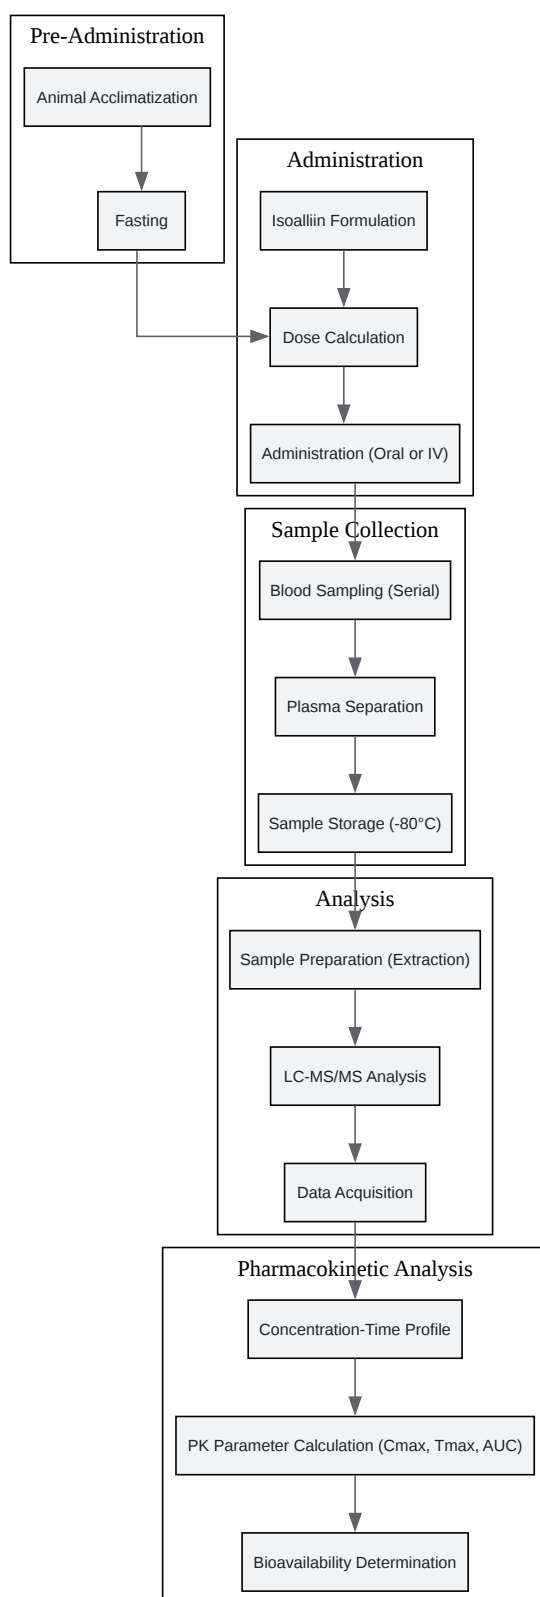 Pre-Administration
Animal Acclimatization
Fasting
Administration
Isoalliin Formulation
Dose Calculation
Administration (Oral or IV)
Sample Collection
Blood Sampling (Serial)
Plasma Separation
Sample Storage (-80°C)
Analysis
Sample Preparation (Extraction)
LC-MS/MS Analysis
Data Acquisition
Pharmacokinetic Analysis
Concentration-Time Profile
PK Parameter Calculation (Cmax, Tmax, AUC)
Bioavailability Determination